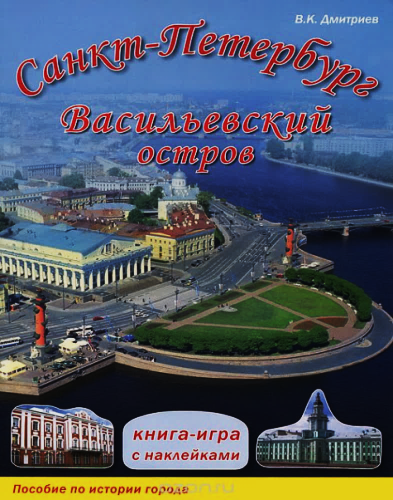 В.К. Дмитриев
Санкт-Петербург
Васильевский
остров
книга-игра
с наклейками
Пособие по истории города